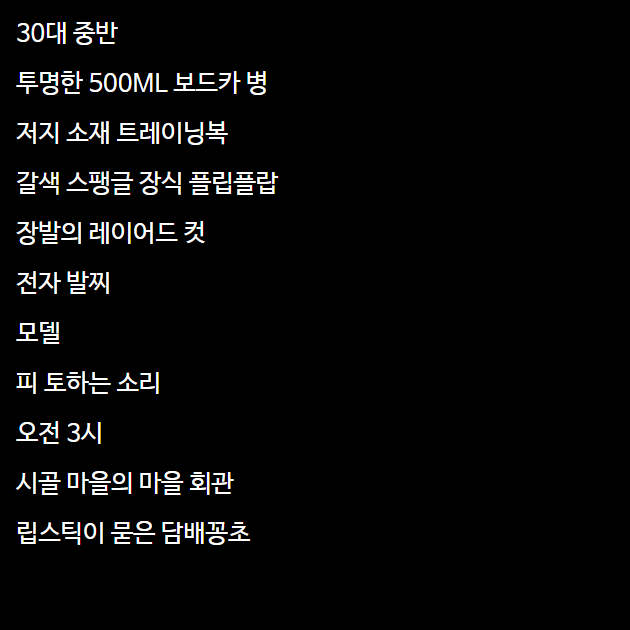 30대 중반
투명한 500ML 보드카 병
저지 소재 트레이닝복
갈색 스팽글 장식 플립플랍
장발의 레이어드 컷
전자 발찌
모델
피 토하는 소리
오전 3시
시골 마을의 마을 회관
립스틱이 묻은 담배꽁초